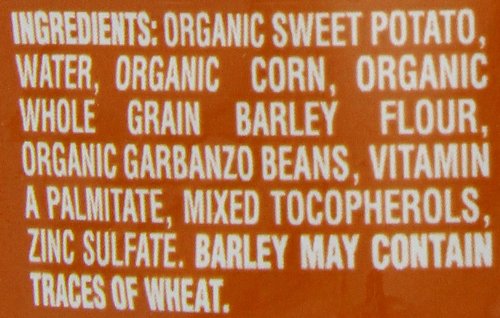 INGREDIENTS: ORGANIC SWEET POTATO,
WATER, ORGANIC CORN, ORGANIC
WHOLE GRAIN BARLEY FLOUR,
ORGANIC GARBANZO BEANS, VITAMIN
A PALMITATE, MIXED TOCOPHEROLS,
ZINC SULFATE. BARLEY MAY CONTAIN
TRACES OF WHEAT.